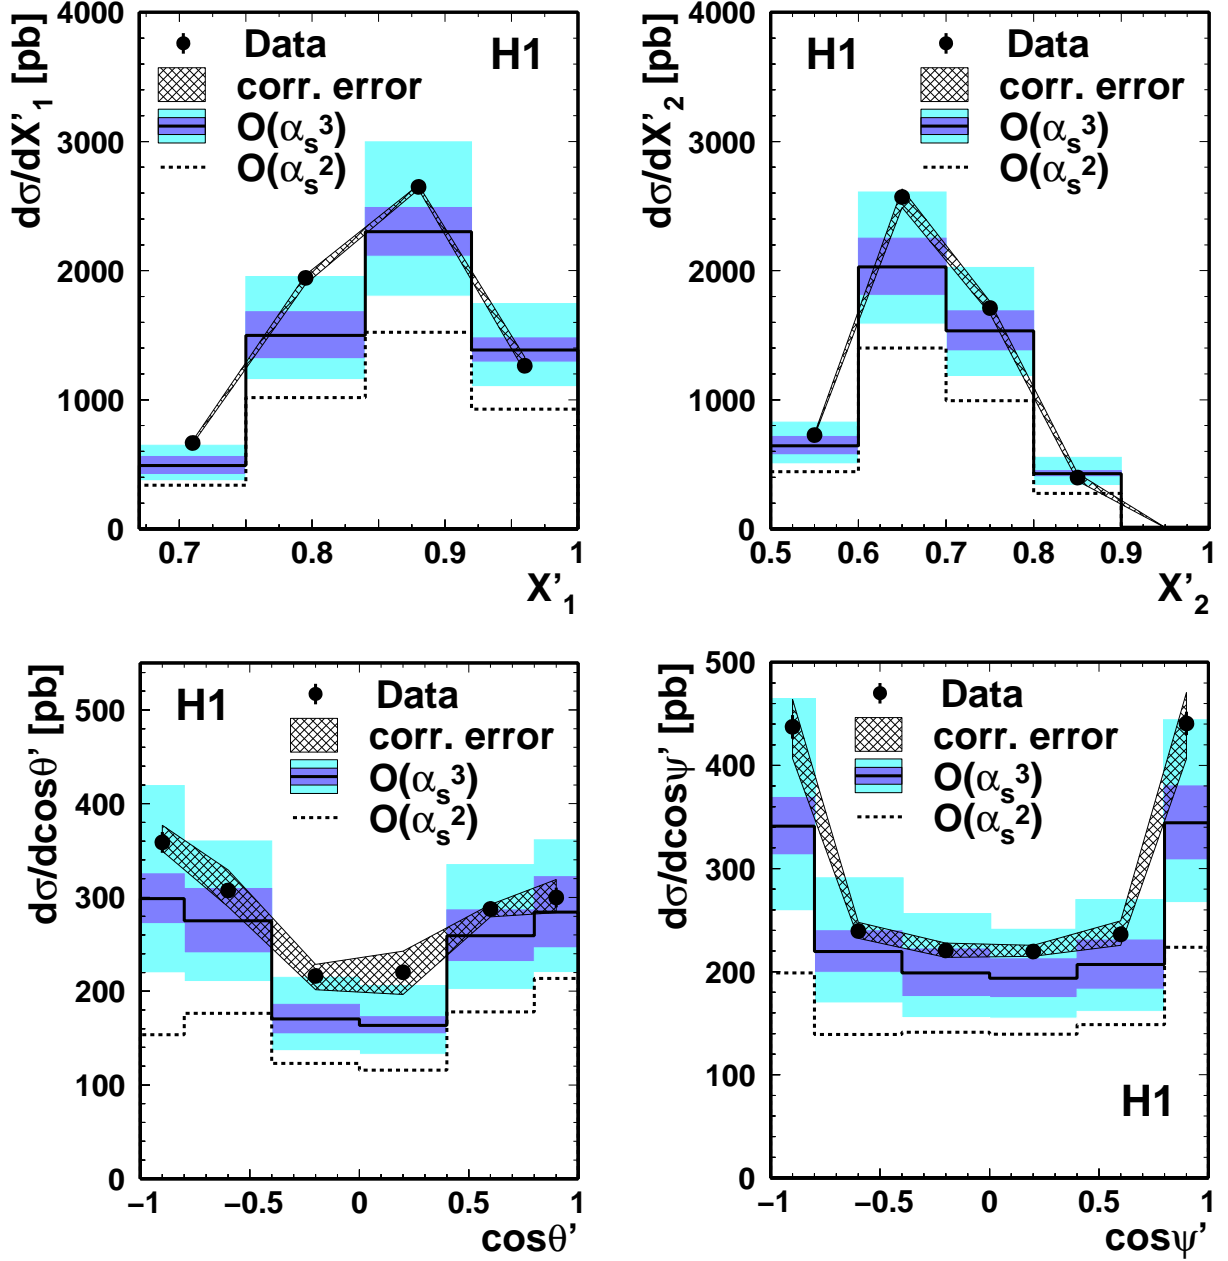 dσ/dX'₁ [pb]
4000
3000
2000
1000
0
H1
Data
corr. error
O(αₛ³)
O(αₛ²)
0.7 0.8 0.9 1
X'₁
dσ/dX'₂ [pb]
4000
3000
2000
1000
0
H1
Data
corr. error
O(αₛ³)
O(αₛ²)
0.5 0.6 0.7 0.8 0.9 1
X'₂
dσ/dcosθ' [pb]
500
400
300
200
100
0
H1
Data
corr. error
O(αₛ³)
O(αₛ²)
−1 −0.5 0 0.5 1
cosθ'
dσ/dcosψ' [pb]
500
400
300
200
100
0
Data
corr. error
O(αₛ³)
O(αₛ²)
H1
−1 −0.5 0 0.5 1
cosψ'